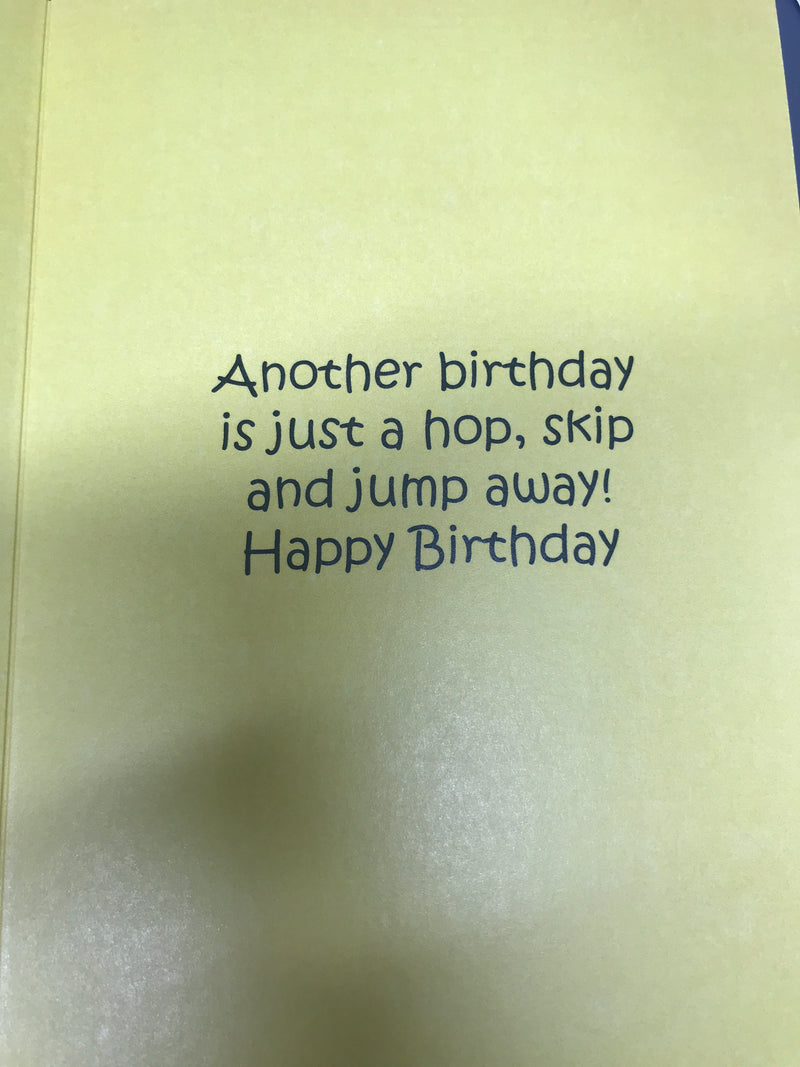 Another birthday
is just a hop, skip
and jump away!
Happy Birthday